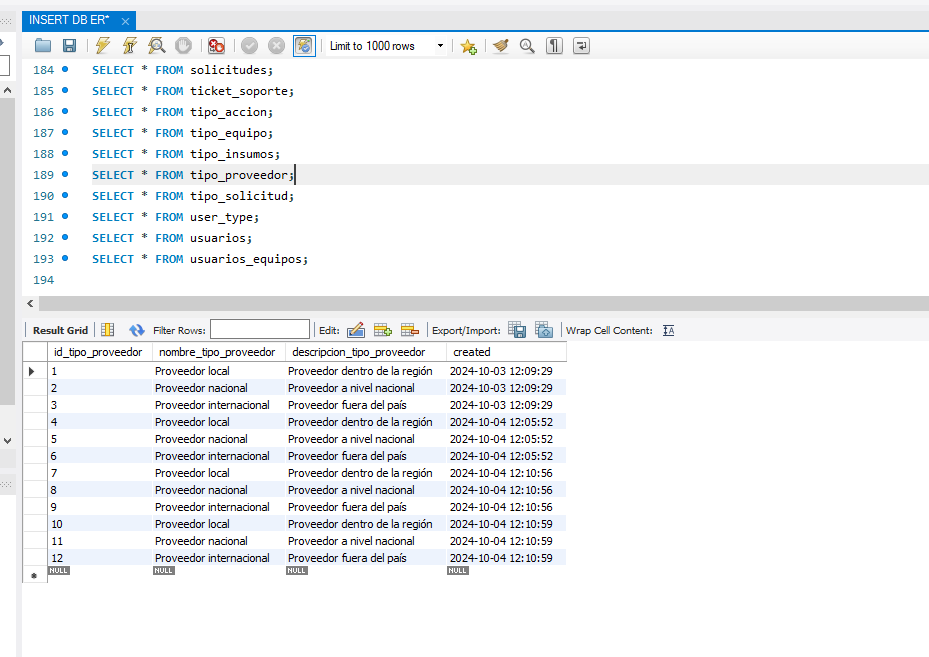 INSERT DB ER* ×
Limit to 1000 rows
184 SELECT * FROM solicitudes;
185 SELECT * FROM ticket_soporte;
186 SELECT * FROM tipo_accion;
187 SELECT * FROM tipo_equipo;
188 SELECT * FROM tipo_insumos;
189 SELECT * FROM tipo_proveedor;
190 SELECT * FROM tipo_solicitud;
191 SELECT * FROM user_type;
192 SELECT * FROM usuarios;
193 SELECT * FROM usuarios_equipos;
194
Result Grid Filter Rows: Edit: Export/Import: Wrap Cell Content:
id_tipo_proveedor nombre_tipo_proveedor descripcion_tipo_proveedor created
1 Proveedor local Proveedor dentro de la región 2024-10-03 12:09:29
2 Proveedor nacional Proveedor a nivel nacional 2024-10-03 12:09:29
3 Proveedor internacional Proveedor fuera del país 2024-10-03 12:09:29
4 Proveedor local Proveedor dentro de la región 2024-10-04 12:05:52
5 Proveedor nacional Proveedor a nivel nacional 2024-10-04 12:05:52
6 Proveedor internacional Proveedor fuera del país 2024-10-04 12:05:52
7 Proveedor local Proveedor dentro de la región 2024-10-04 12:10:56
8 Proveedor nacional Proveedor a nivel nacional 2024-10-04 12:10:56
9 Proveedor internacional Proveedor fuera del país 2024-10-04 12:10:56
10 Proveedor local Proveedor dentro de la región 2024-10-04 12:10:59
11 Proveedor nacional Proveedor a nivel nacional 2024-10-04 12:10:59
12 Proveedor internacional Proveedor fuera del país 2024-10-04 12:10:59
NULL NULL NULL NULL